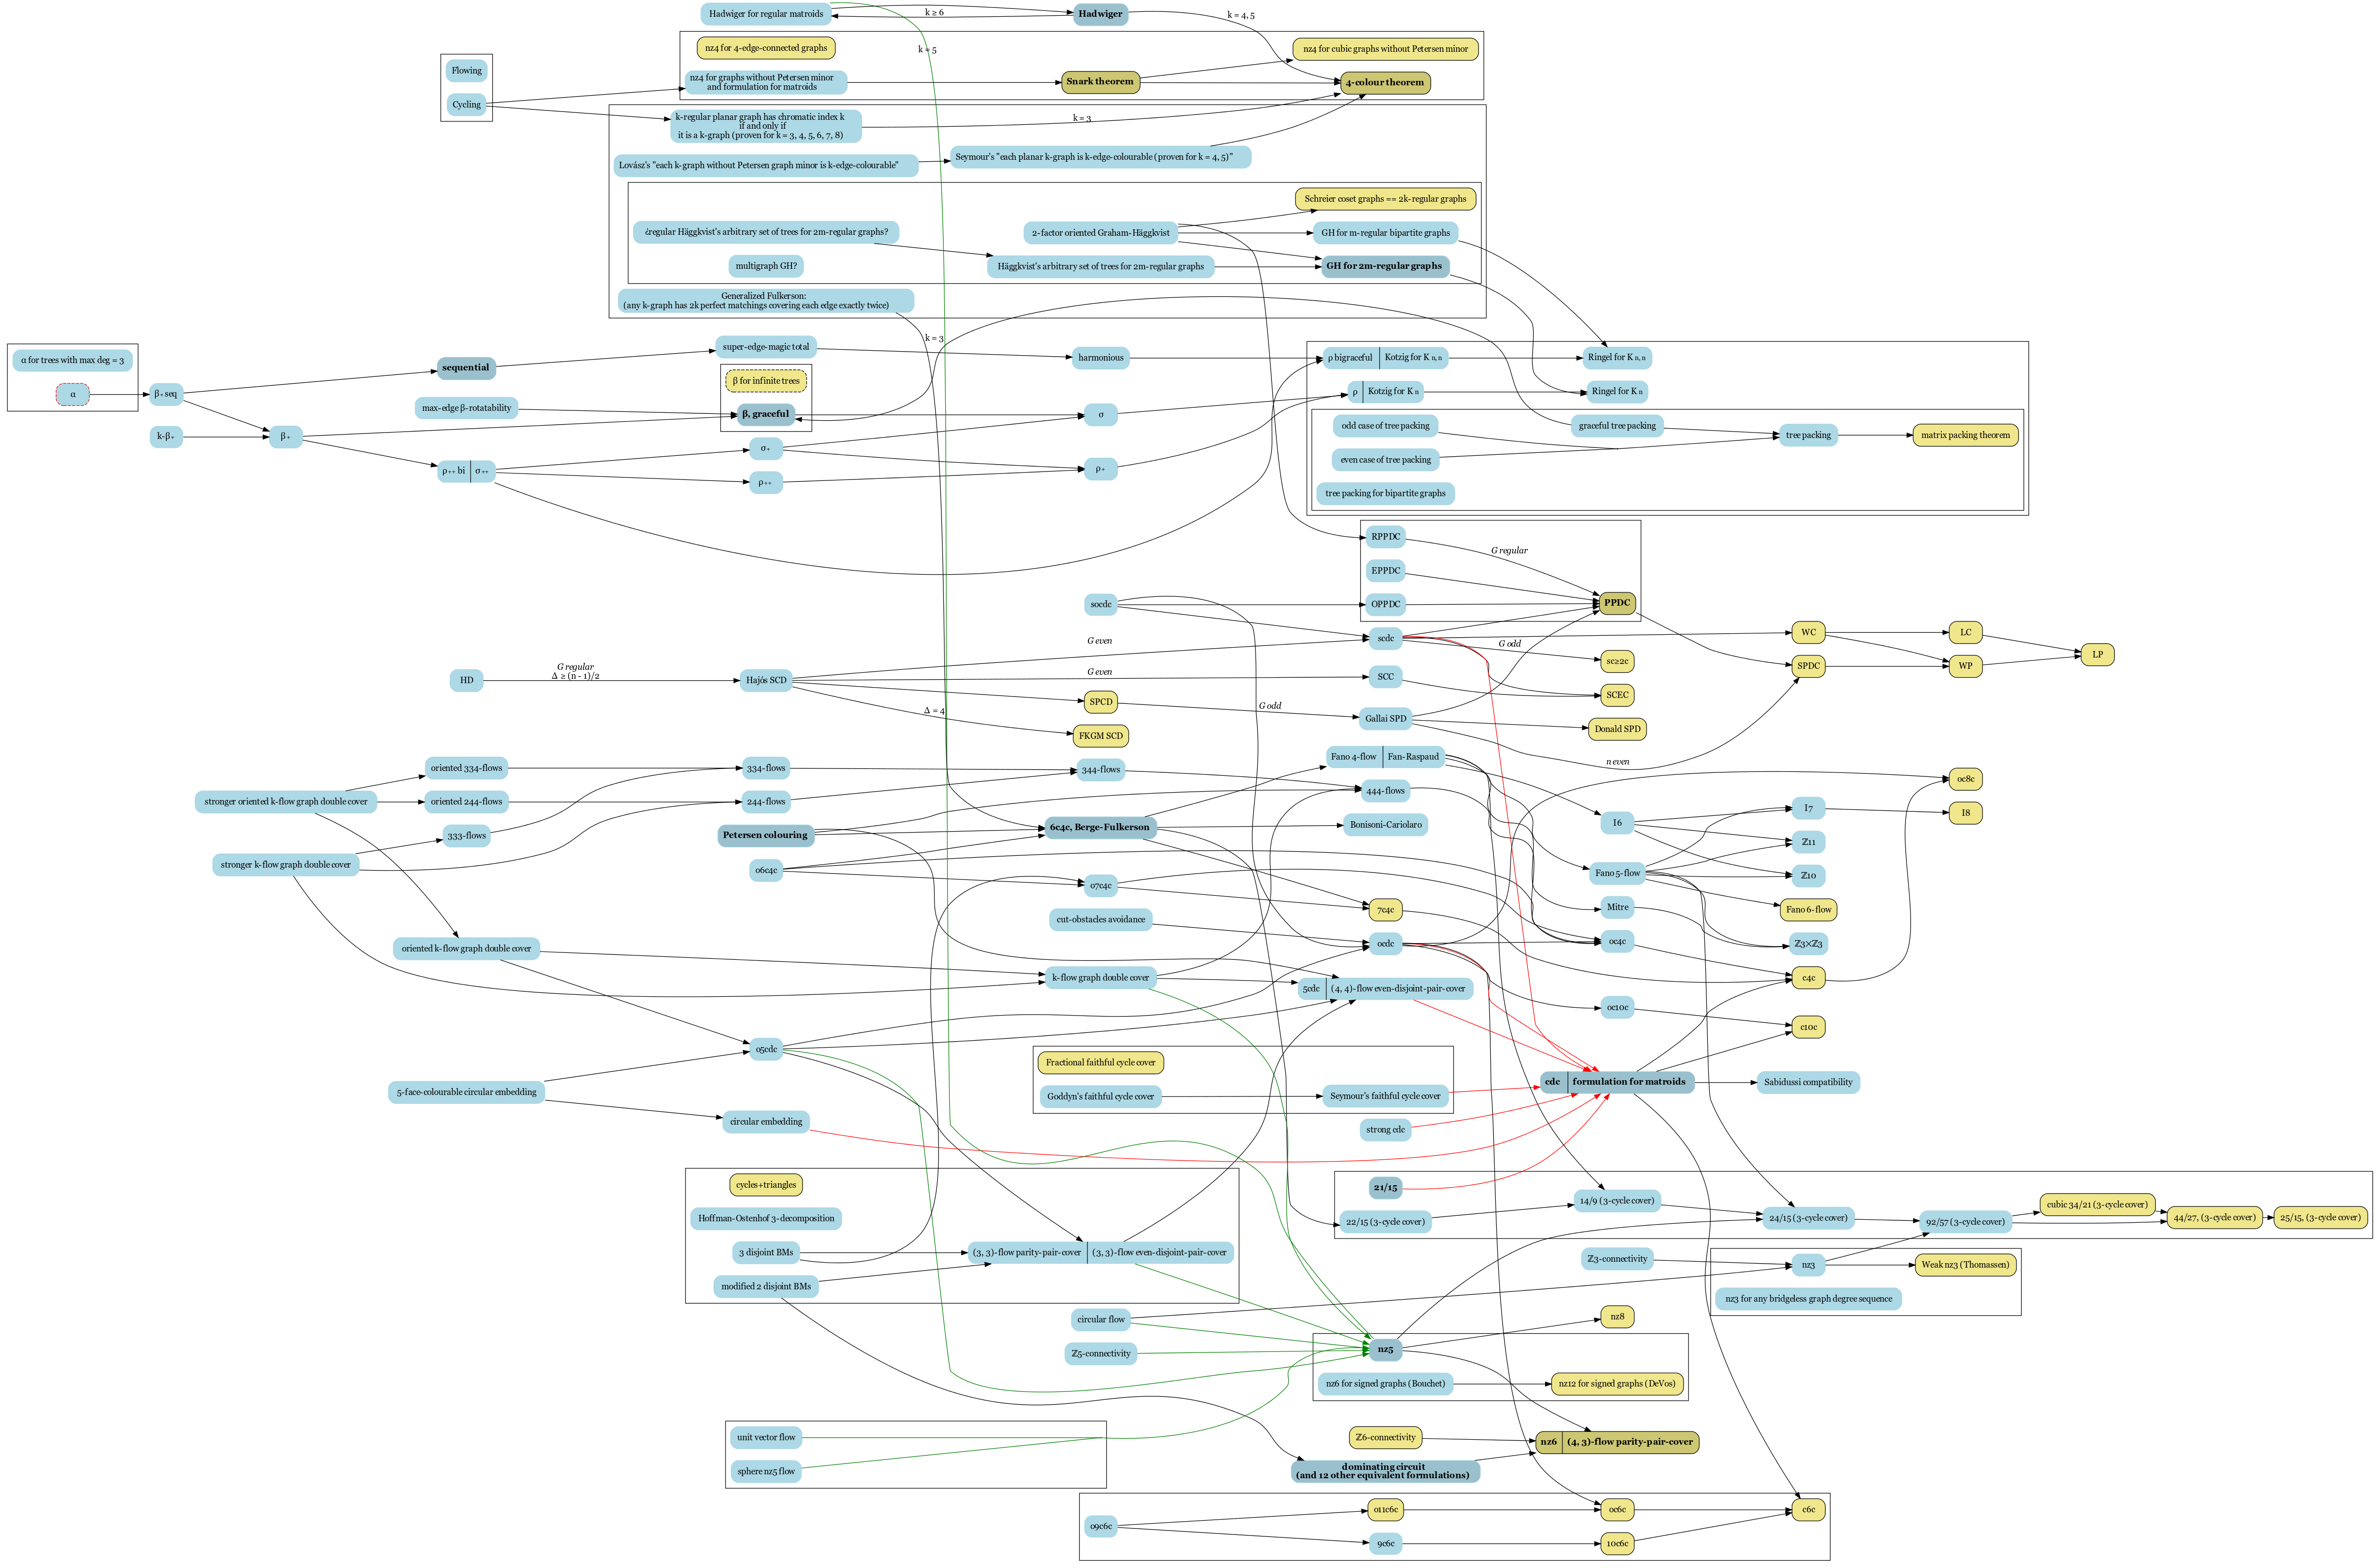 Hadwiger for regular matroids
k ≥ 6
Hadwiger
k = 4, 5
nz4 for 4-edge-connected graphs
k = 5
nz4 for cubic graphs without Petersen minor
Flowing
nz4 for graphs without Petersen minor
and formulation for matroids
Snark theorem
4-colour theorem
Cycling
k-regular planar graph has chromatic index k
if and only if
it is a k-graph (proven for k = 3, 4, 5, 6, 7, 8)
k = 3
Lovász's "each k-graph without Petersen graph minor is k-edge-colourable"
Seymour's "each planar k-graph is k-edge-colourable (proven for k = 4, 5)"
Schreier coset graphs == 2k-regular graphs
¿regular Häggkvist's arbitrary set of trees for 2m-regular graphs?
2-factor oriented Graham-Häggkvist
GH for m-regular bipartite graphs
multigraph GH?
Häggkvist's arbitrary set of trees for 2m-regular graphs
GH for 2m-regular graphs
Generalized Fulkerson:
(any k-graph has 2k perfect matchings covering each edge exactly twice)
k = 3
α for trees with max deg = 3
α
β₊seq
k-β₊
β₊
sequential
max-edge β-rotatability
ρ₊₊ bi
σ₊₊
super-edge-magic total
β for infinite trees
β, graceful
σ₊
ρ₊₊
harmonious
σ
ρ₊
ρ bigraceful
Kotzig for K n,n
Ringel for K n,n
ρ
Kotzig for K n
Ringel for K n
odd case of tree packing
graceful tree packing
tree packing
matrix packing theorem
even case of tree packing
tree packing for bipartite graphs
RPPDC
G regular
EPPDC
OPPDC
PPDC
socdc
scdc
G even
G odd
WC
LC
LP
sc≥2c
SPDC
WP
HD
G regular
Δ ≥ (n - 1)/2
Hajós SCD
G even
SCC
SCEC
SPCD
G odd
Gallai SPD
Donald SPD
Δ = 4
FKGM SCD
n even
Fano 4-flow
Fan-Raspaud
oriented 334-flows
334-flows
344-flows
oc8c
stronger oriented k-flow graph double cover
oriented 244-flows
244-flows
444-flows
I7
I8
333-flows
Petersen colouring
6c4c, Berge-Fulkerson
Bonisoni-Cariolaro
I6
Z11
stronger k-flow graph double cover
o6c4c
o7c4c
Fano 5-flow
Z10
cut-obstacles avoidance
7c4c
Mitre
Fano 6-flow
oriented k-flow graph double cover
ocdc
oc4c
Z3×Z3
k-flow graph double cover
5cdc
(4, 4)-flow even-disjoint-pair-cover
c4c
oc10c
c10c
o5cdc
Fractional faithful cycle cover
5-face-colourable circular embedding
Goddyn's faithful cycle cover
Seymour's faithful cycle cover
cdc
formulation for matroids
Sabidussi compatibility
circular embedding
strong cdc
cycles+triangles
21/15
Hoffman-Ostenhof 3-decomposition
22/15 (3-cycle cover)
14/9 (3-cycle cover)
24/15 (3-cycle cover)
92/57 (3-cycle cover)
cubic 34/21 (3-cycle cover)
44/27, (3-cycle cover)
25/15, (3-cycle cover)
3 disjoint BMs
(3, 3)-flow parity-pair-cover
(3, 3)-flow even-disjoint-pair-cover
modified 2 disjoint BMs
Z3-connectivity
nz3
Weak nz3 (Thomassen)
nz3 for any bridgeless graph degree sequence
circular flow
nz8
Z5-connectivity
nz5
nz6 for signed graphs (Bouchet)
nz12 for signed graphs (DeVos)
unit vector flow
Z6-connectivity
nz6
(4, 3)-flow parity-pair-cover
sphere nz5 flow
dominating circuit
(and 12 other equivalent formulations)
o9c6c
o11c6c
oc6c
c6c
9c6c
10c6c